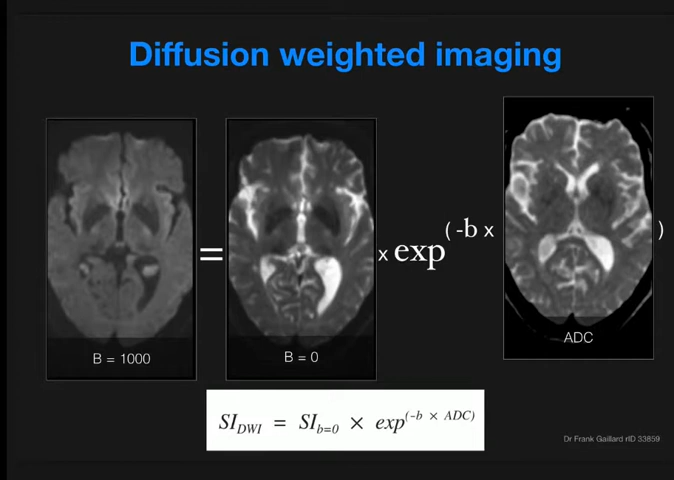 Diffusion weighted imaging
= × exp(-b × )
B = 1000
B = 0
ADC
SI_DWI = SI_b=0 × exp^(-b × ADC)
Dr Frank Gaillard rID 33859